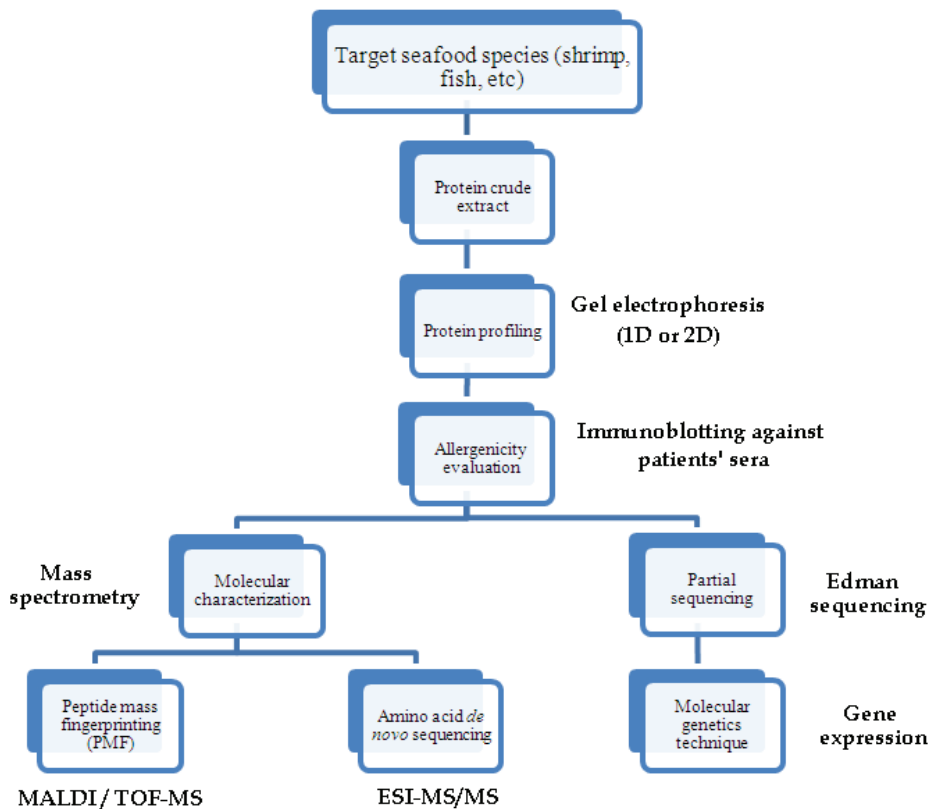 Target seafood species (shrimp,
fish, etc)
Protein crude
extract
Protein profiling
Gel electrophoresis
(1D or 2D)
Allergenicity
evaluation
Immunoblotting against
patients' sera
Mass
spectrometry
Molecular
characterization
Partial
sequencing
Edman
sequencing
Peptide mass
fingerprinting
(PMF)
Amino acid de
novo sequencing
Molecular
genetics
technique
Gene
expression
MALDI/ TOF-MS
ESI-MS/MS